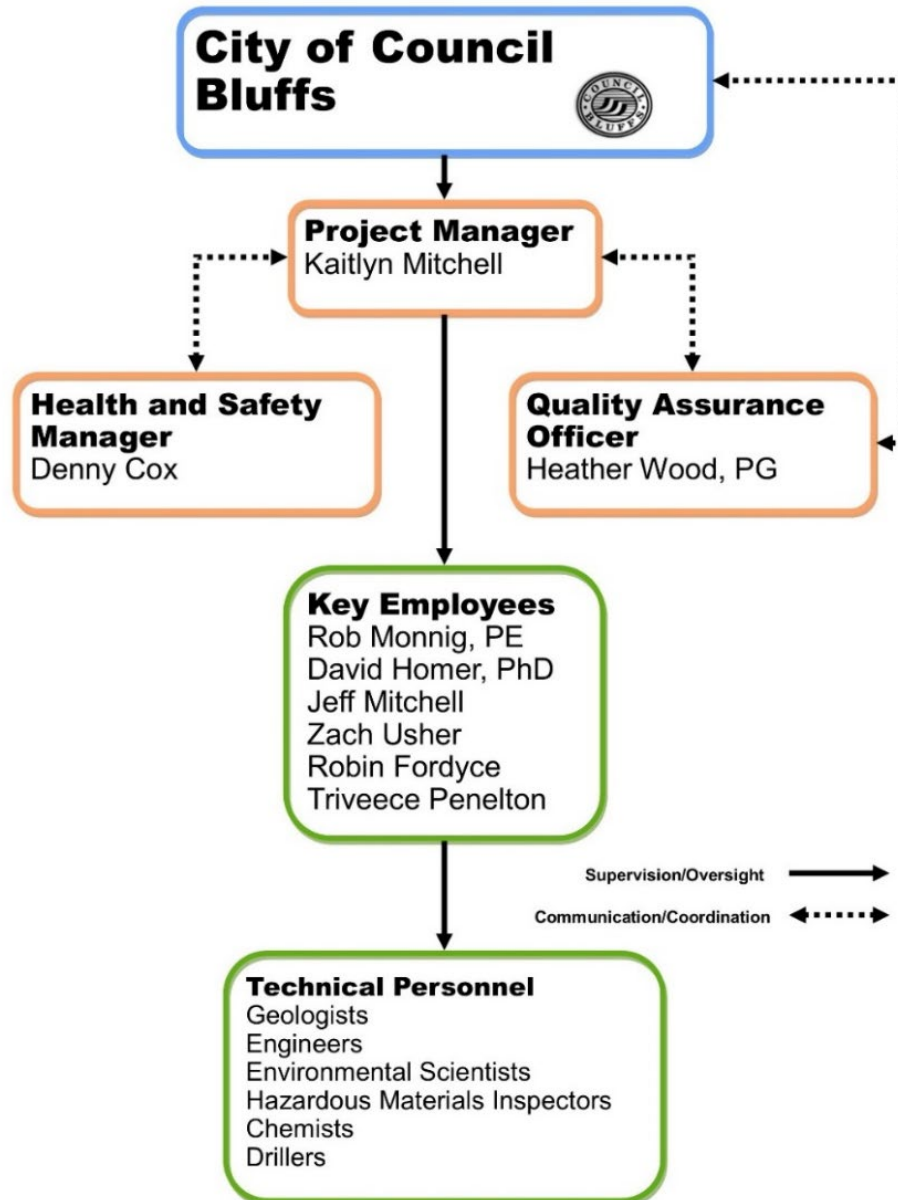 City of Council
Bluffs
COUNCIL
BLUFFS
Project Manager
Kaitlyn Mitchell
Health and Safety
Manager
Denny Cox
Quality Assurance
Officer
Heather Wood, PG
Key Employees
Rob Monnig, PE
David Homer, PhD
Jeff Mitchell
Zach Usher
Robin Fordyce
Triveece Penelton
Supervision/Oversight
Communication/Coordination
Technical Personnel
Geologists
Engineers
Environmental Scientists
Hazardous Materials Inspectors
Chemists
Drillers